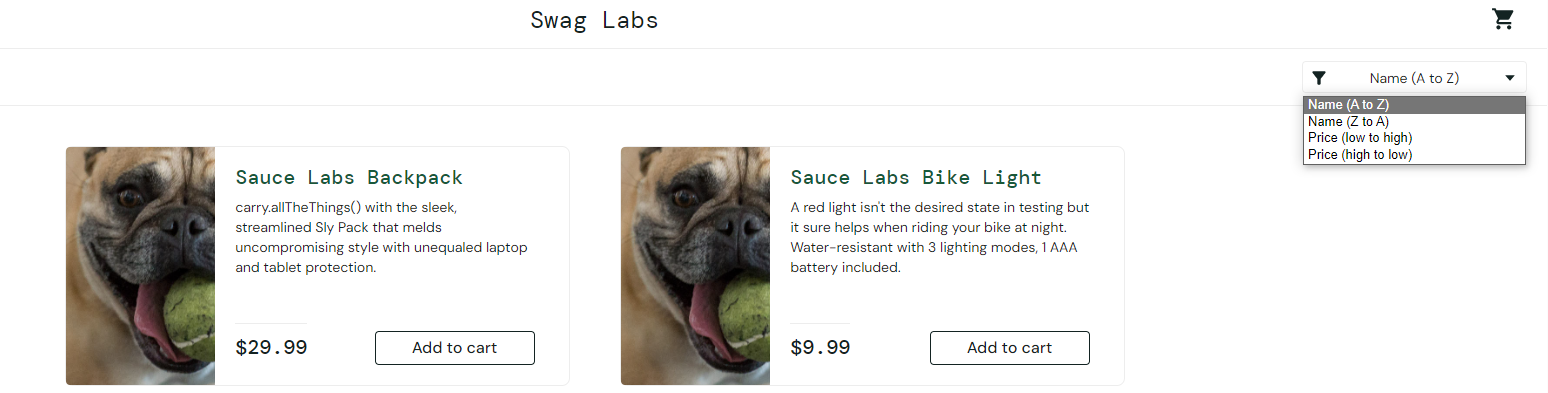 Swag Labs
Name (A to Z)
Name (A to Z)
Name (Z to A)
Price (low to high)
Price (high to low)
Sauce Labs Backpack
carry.allTheThings() with the sleek,
streamlined Sly Pack that melds
uncompromising style with unequaled laptop
and tablet protection.
$29.99
Add to cart
Sauce Labs Bike Light
A red light isn't the desired state in testing but
it sure helps when riding your bike at night.
Water-resistant with 3 lighting modes, 1 AAA
battery included.
$9.99
Add to cart